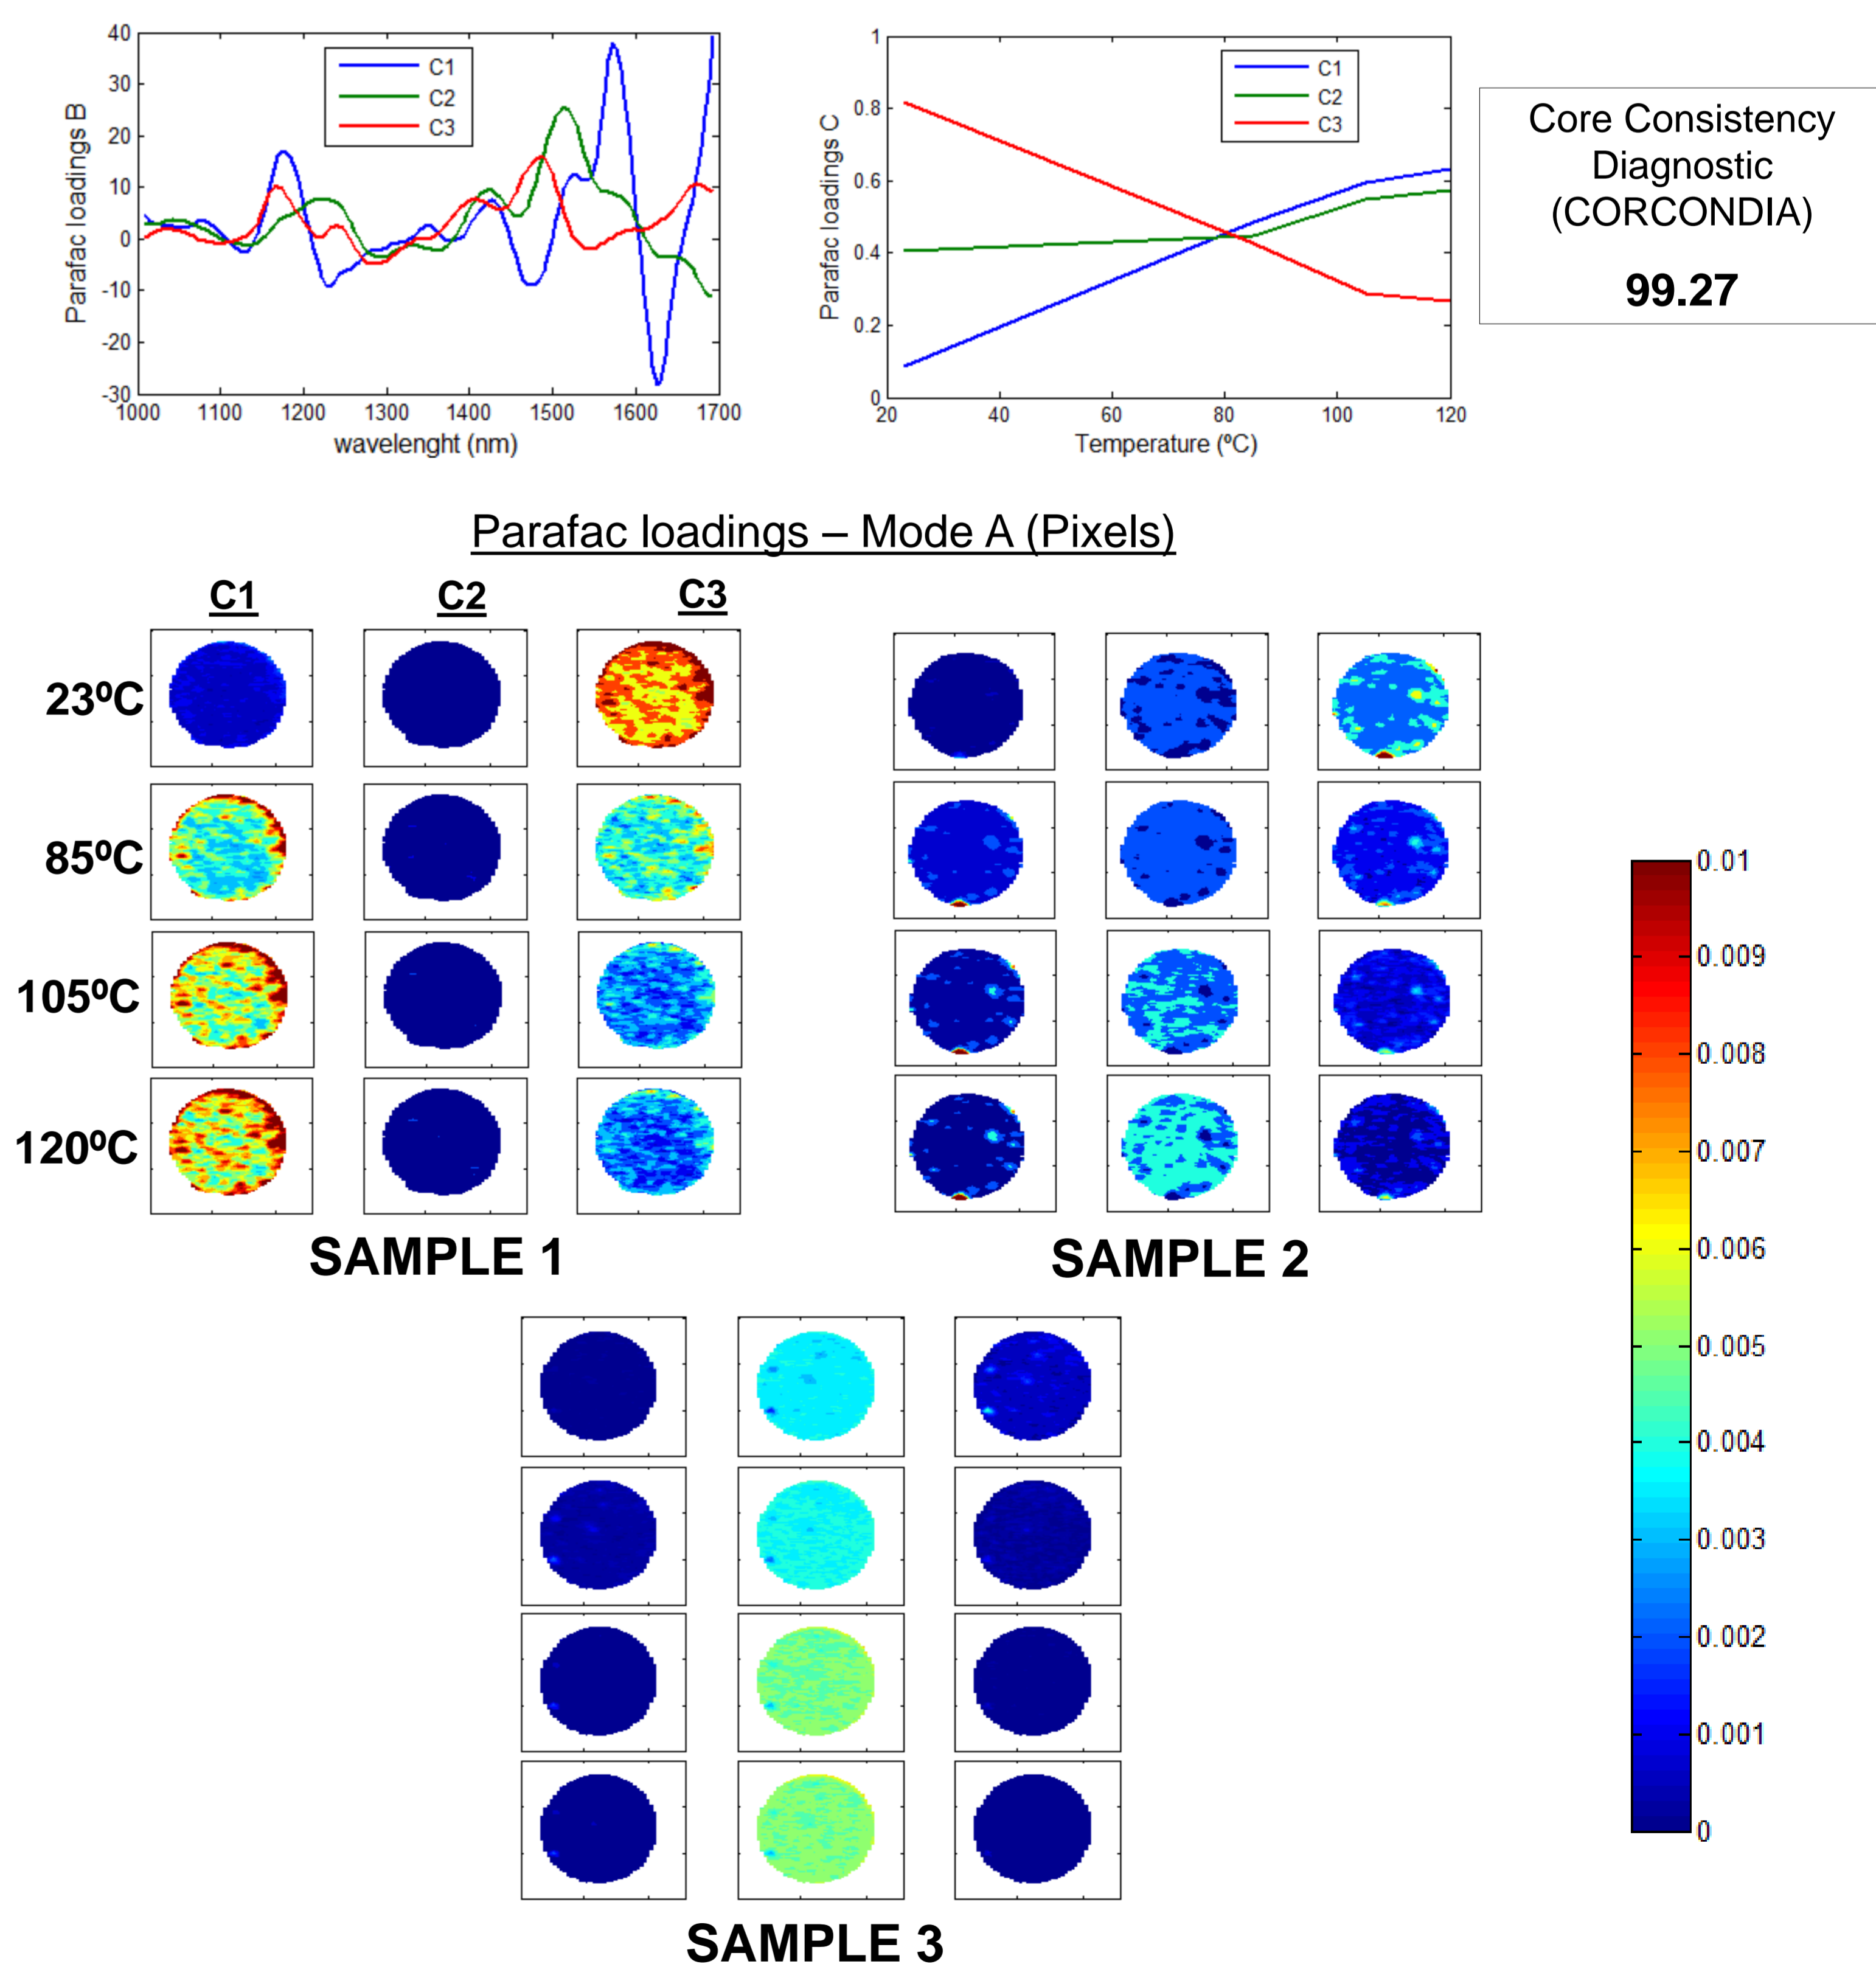 40
30
20
10
0
-10
-20
-30
1000 1100 1200 1300 1400 1500 1600 1700
Parafac loadings B
wavelenght (nm)
C1
C2
C3
1
0.8
0.6
0.4
0.2
0
20 40 60 80 100 120
Parafac loadings C
Temperature (ºC)
C1
C2
C3
Core Consistency
Diagnostic
(CORCONDIA)
99.27
Parafac loadings – Mode A (Pixels)
C1 C2 C3
23ºC
85ºC
105ºC
120ºC
SAMPLE 1
SAMPLE 2
0.01
0.009
0.008
0.007
0.006
0.005
0.004
0.003
0.002
0.001
0
SAMPLE 3